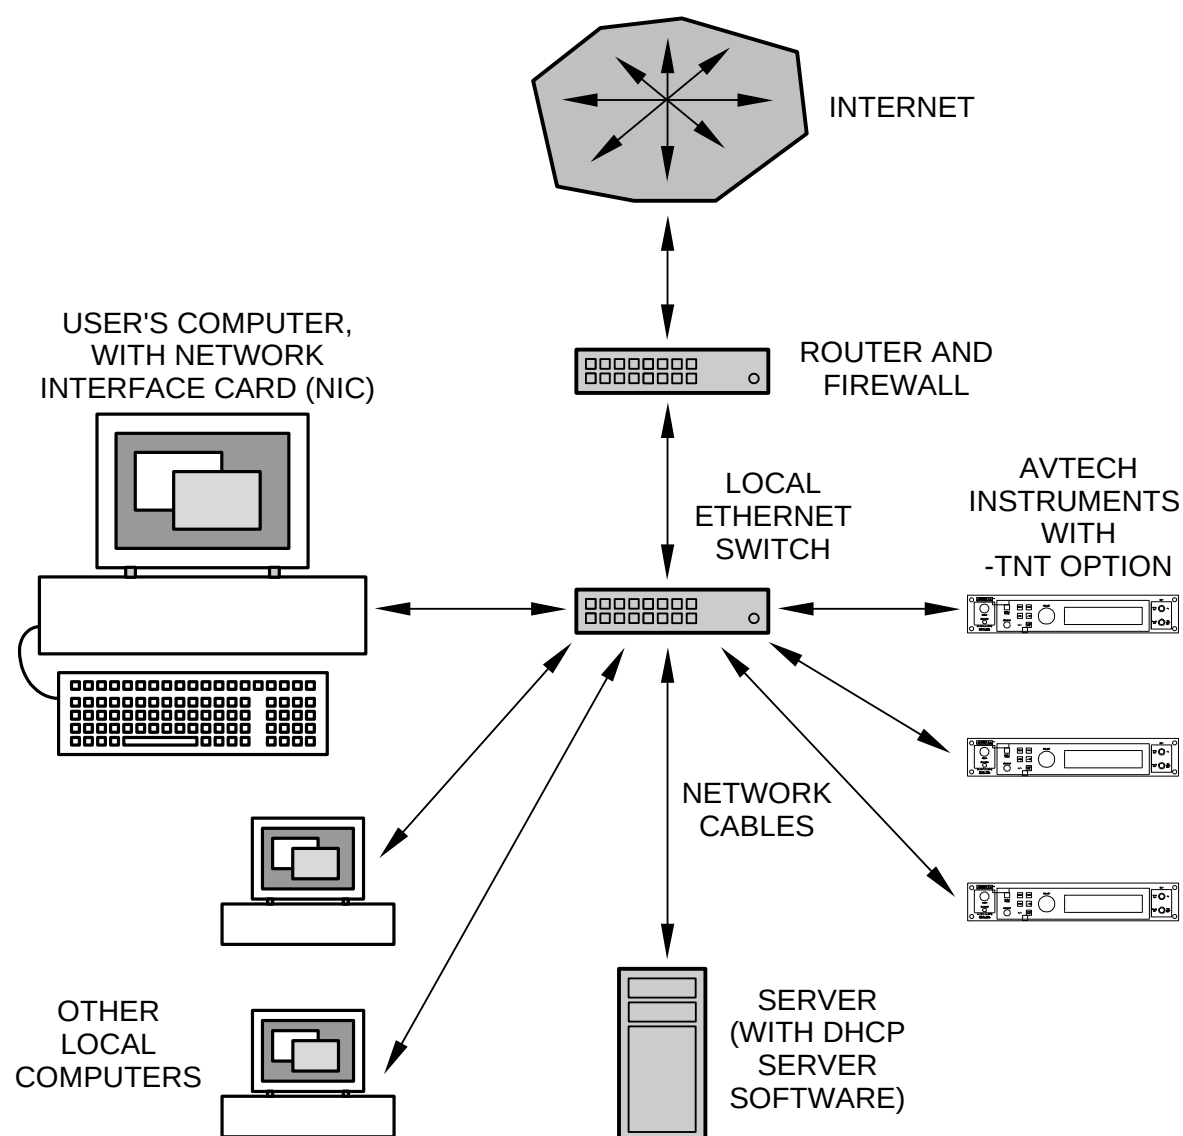 INTERNET
USER'S COMPUTER,
WITH NETWORK
INTERFACE CARD (NIC)
ROUTER AND
FIREWALL
LOCAL
ETHERNET
SWITCH
AVTECH
INSTRUMENTS
WITH
-TNT OPTION
NETWORK
CABLES
OTHER
LOCAL
COMPUTERS
SERVER
(WITH DHCP
SERVER
SOFTWARE)